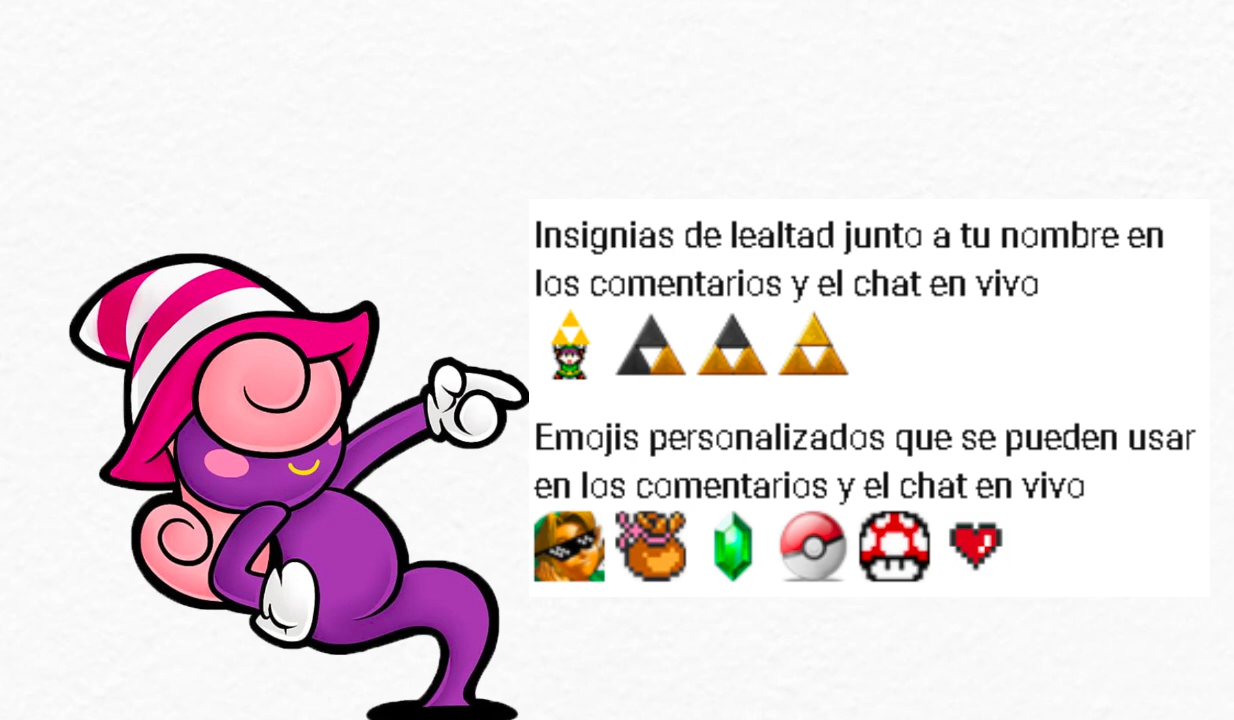 Insignias de lealtad junto a tu nombre en
los comentarios y el chat en vivo
Emojis personalizados que se pueden usar
en los comentarios y el chat en vivo